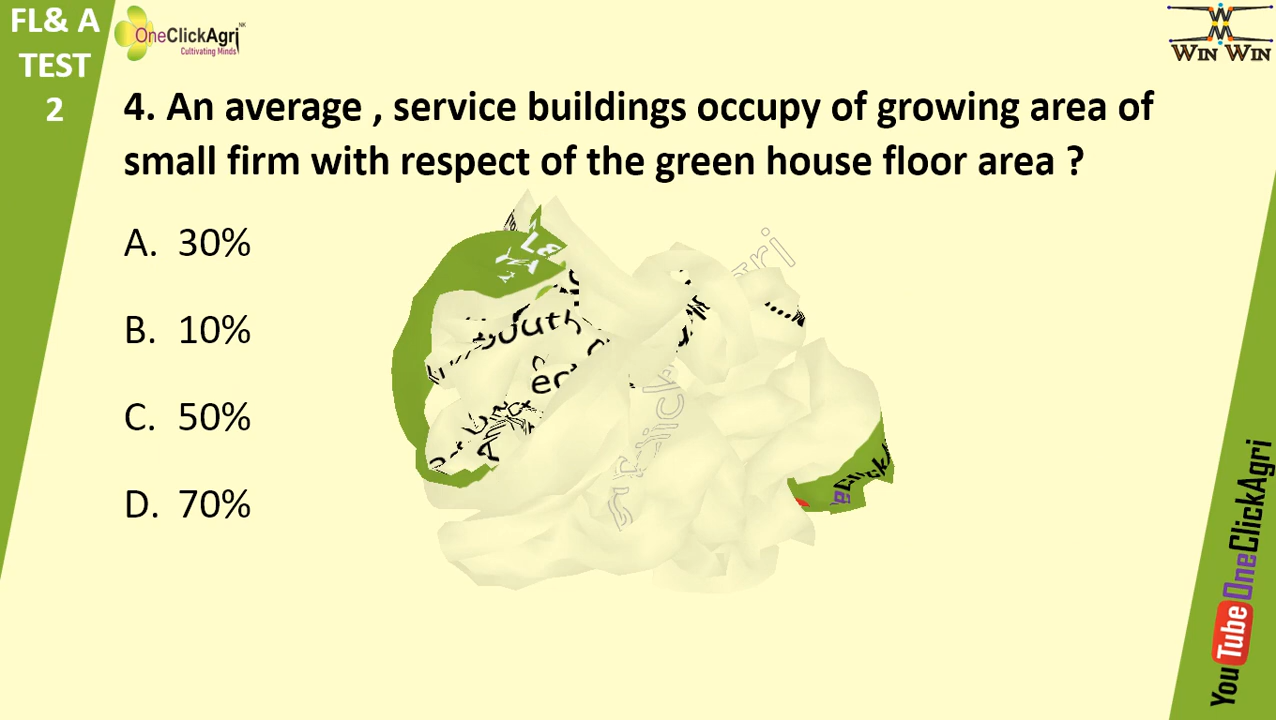 FL& A
TEST
2
OneClickAgri NK
Cultivating Minds
WIN WIN
4. An average , service buildings occupy of growing area of
small firm with respect of the green house floor area ?
A. 30%
B. 10%
C. 50%
D. 70%
YouTube OneClickAgri